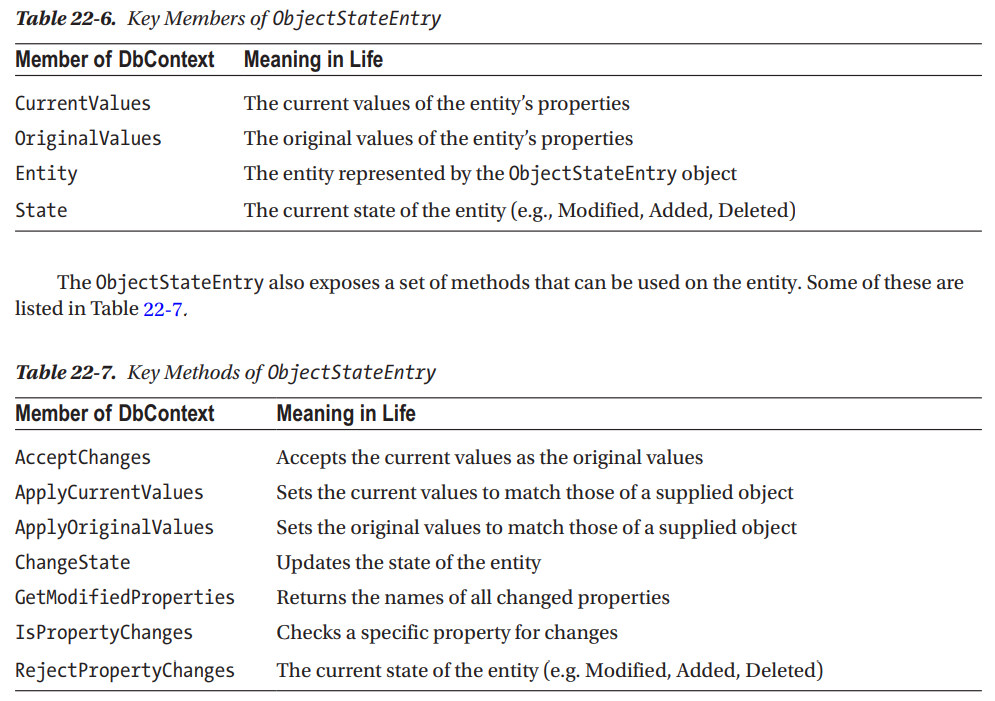 Table 22-6. Key Members of ObjectStateEntry
Member of DbContext Meaning in Life
CurrentValues The current values of the entity's properties
OriginalValues The original values of the entity's properties
Entity The entity represented by the ObjectStateEntry object
State The current state of the entity (e.g., Modified, Added, Deleted)
The ObjectStateEntry also exposes a set of methods that can be used on the entity. Some of these are
listed in Table 22-7.
Table 22-7. Key Methods of ObjectStateEntry
Member of DbContext Meaning in Life
AcceptChanges Accepts the current values as the original values
ApplyCurrentValues Sets the current values to match those of a supplied object
ApplyOriginalValues Sets the original values to match those of a supplied object
ChangeState Updates the state of the entity
GetModifiedProperties Returns the names of all changed properties
IsPropertyChanges Checks a specific property for changes
RejectPropertyChanges The current state of the entity (e.g. Modified, Added, Deleted)